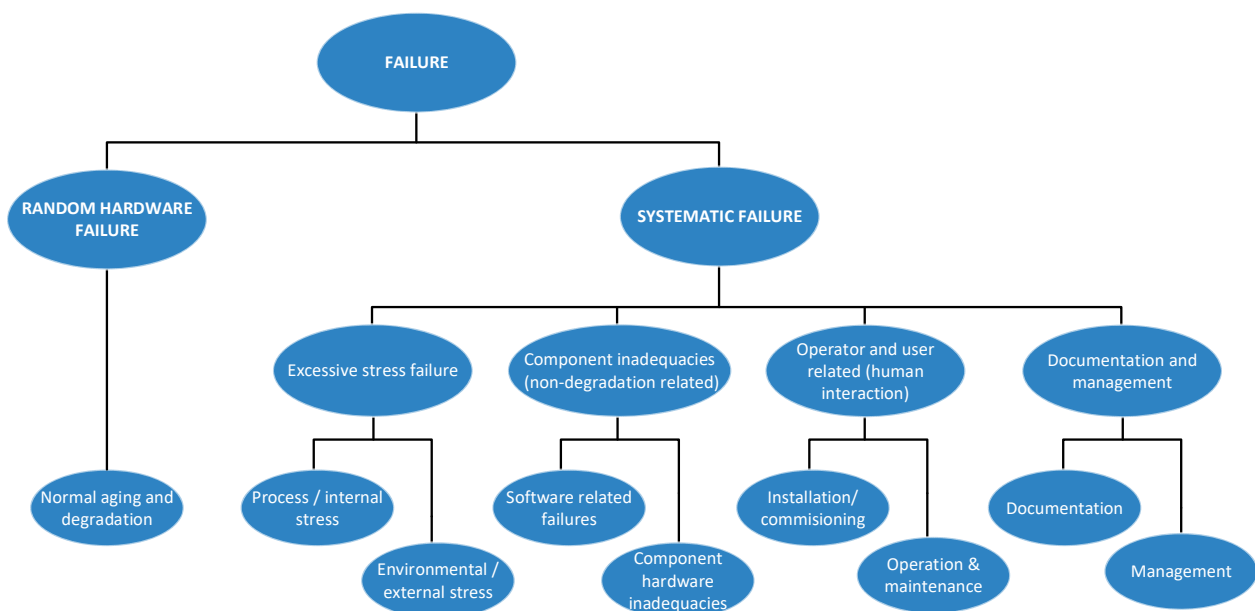 FAILURE
RANDOM HARDWARE
FAILURE
SYSTEMATIC FAILURE
Excessive stress failure
Component inadequacies
(non-degradation related)
Operator and user
related (human
interaction)
Documentation and
management
Normal aging and
degradation
Process / internal
stress
Software related
failures
Installation/
commisioning
Documentation
Environmental /
external stress
Component
hardware
inadequacies
Operation &
maintenance
Management